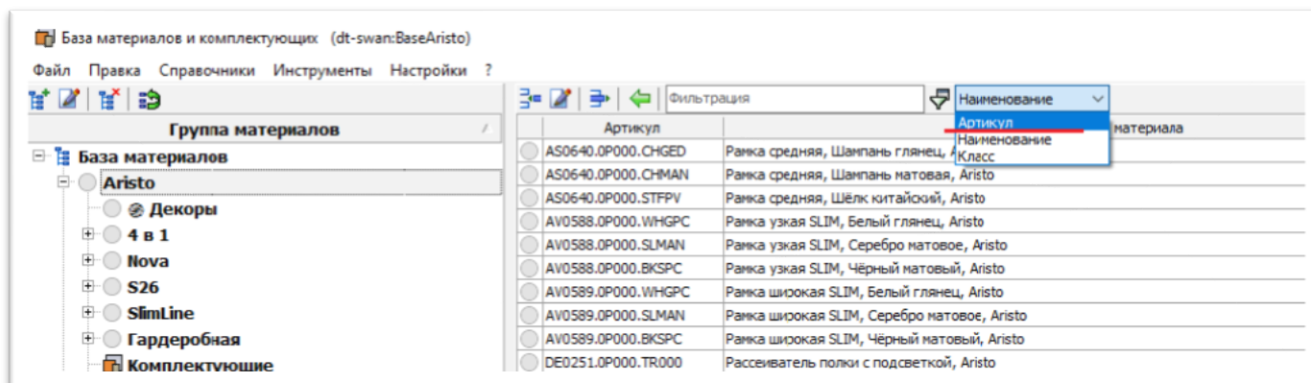 База материалов и комплектующих (dt-swan:BaseAristo)
Файл Правка Справочники Инструменты Настройки ?
Фильтрация
Наименование
Артикул
Наименование
Класс
Группа материалов
База материалов
Aristo
Декоры
4 в 1
Nova
S26
SlimLine
Гардеробная
Комплектующие
Артикул материала
AS0640.0P000.CHGED Рамка средняя, Шампань глянец, A
AS0640.0P000.CHMAN Рамка средняя, Шампань матовая, Aristo
AS0640.0P000.STFPV Рамка средняя, Шёлк китайский, Aristo
AV0588.0P000.WHGPC Рамка узкая SLIM, Белый глянец, Aristo
AV0588.0P000.SLMAN Рамка узкая SLIM, Серебро матовое, Aristo
AV0588.0P000.BKSPC Рамка узкая SLIM, Чёрный матовый, Aristo
AV0589.0P000.WHGPC Рамка широкая SLIM, Белый глянец, Aristo
AV0589.0P000.SLMAN Рамка широкая SLIM, Серебро матовое, Aristo
AV0589.0P000.BKSPC Рамка широкая SLIM, Чёрный матовый, Aristo
DE0251.0P000.TR000 Рассеиватель полки с подсветкой, Aristo